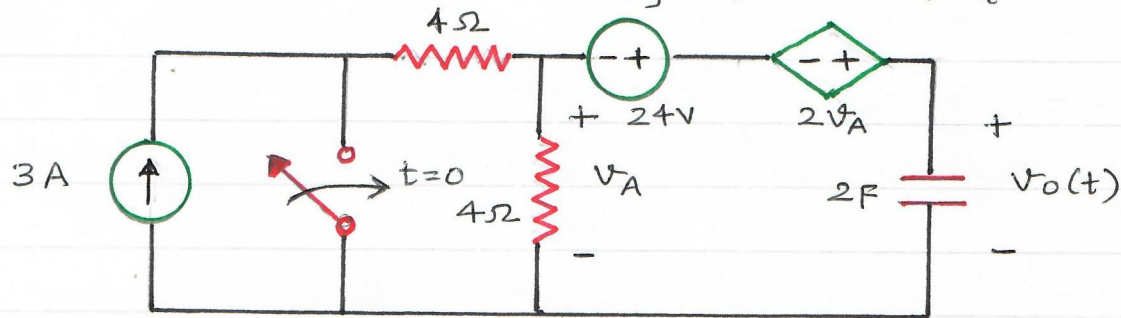 4Ω
- +
- +
+ 24V
2vA
+
3A
t=0
vA
4Ω
2F
vo(t)
-
-